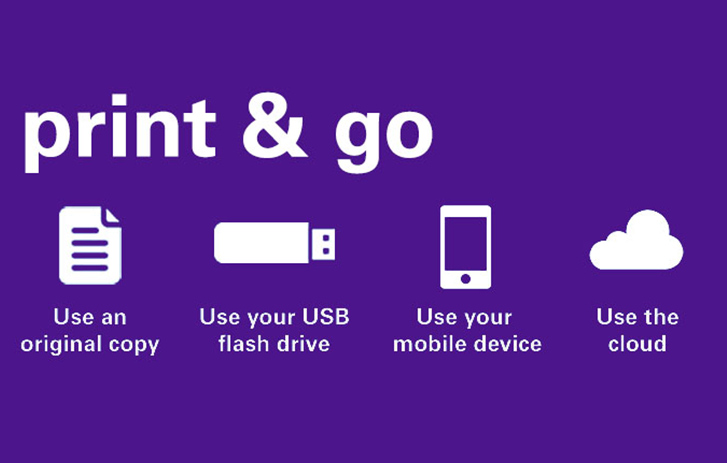 print & go
Use an
original copy
Use your USB
flash drive
Use your
mobile device
Use the
cloud